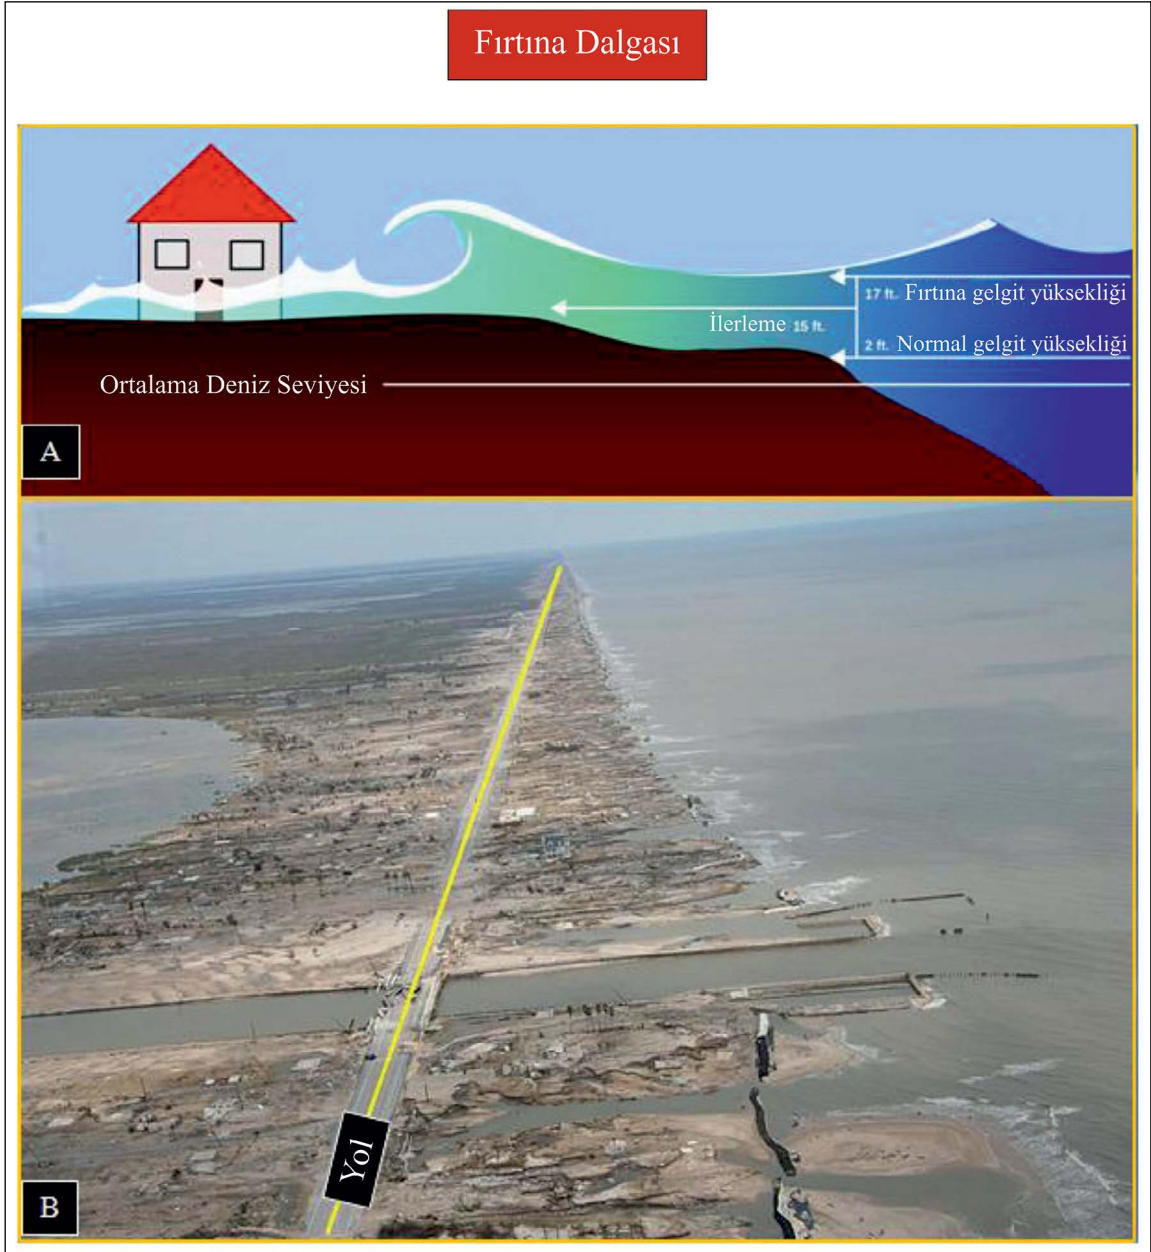 Fırtına Dalgası
17 ft. Fırtına gelgit yüksekliği
İlerleme 15 ft.
2 ft. Normal gelgit yüksekliği
Ortalama Deniz Seviyesi
A
Yol
B